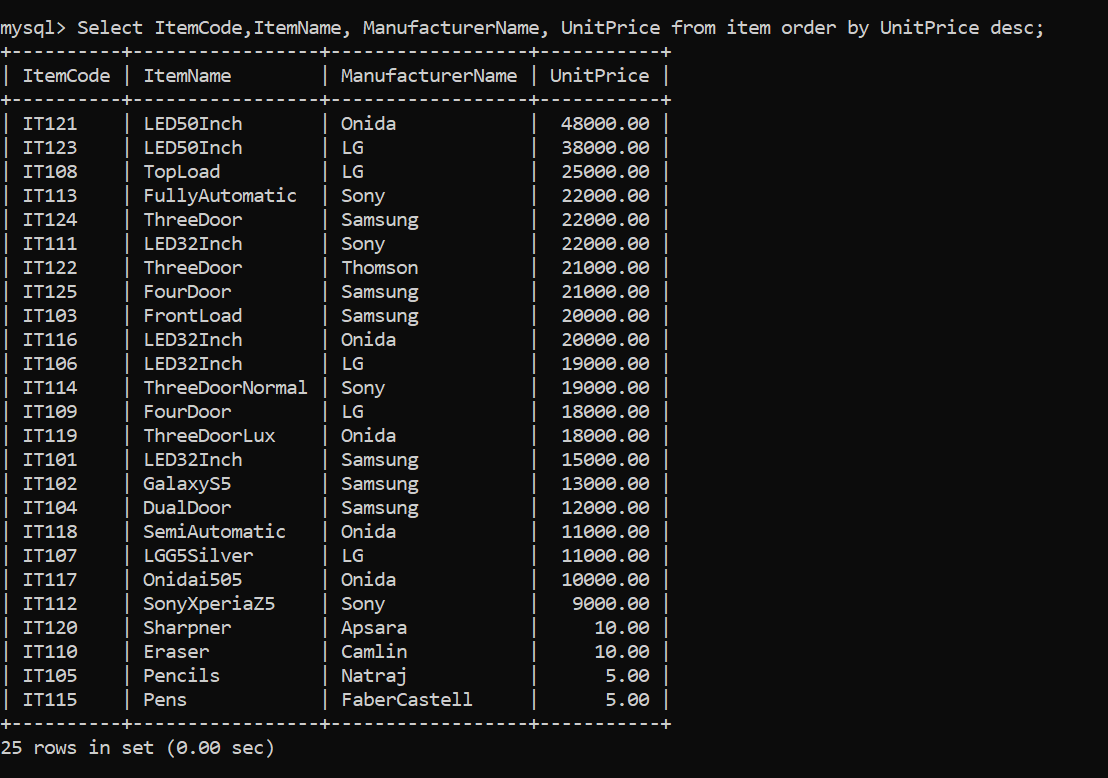 mysql> Select ItemCode,ItemName, ManufacturerName, UnitPrice from item order by UnitPrice desc;
+----------+-----------------+------------------+-----------+
| ItemCode | ItemName        | ManufacturerName | UnitPrice |
+----------+-----------------+------------------+-----------+
| IT121    | LED50Inch       | Onida            |  48000.00 |
| IT123    | LED50Inch       | LG               |  38000.00 |
| IT108    | TopLoad         | LG               |  25000.00 |
| IT113    | FullyAutomatic  | Sony             |  22000.00 |
| IT124    | ThreeDoor       | Samsung          |  22000.00 |
| IT111    | LED32Inch       | Sony             |  22000.00 |
| IT122    | ThreeDoor       | Thomson          |  21000.00 |
| IT125    | FourDoor        | Samsung          |  21000.00 |
| IT103    | FrontLoad       | Samsung          |  20000.00 |
| IT116    | LED32Inch       | Onida            |  20000.00 |
| IT106    | LED32Inch       | LG               |  19000.00 |
| IT114    | ThreeDoorNormal | Sony             |  19000.00 |
| IT109    | FourDoor        | LG               |  18000.00 |
| IT119    | ThreeDoorLux    | Onida            |  18000.00 |
| IT101    | LED32Inch       | Samsung          |  15000.00 |
| IT102    | GalaxyS5        | Samsung          |  13000.00 |
| IT104    | DualDoor        | Samsung          |  12000.00 |
| IT118    | SemiAutomatic   | Onida            |  11000.00 |
| IT107    | LGG5Silver      | LG               |  11000.00 |
| IT117    | Onidai505       | Onida            |  10000.00 |
| IT112    | SonyXperiaZ5    | Sony             |   9000.00 |
| IT120    | Sharpner        | Apsara           |     10.00 |
| IT110    | Eraser          | Camlin           |     10.00 |
| IT105    | Pencils         | Natraj           |      5.00 |
| IT115    | Pens            | FaberCastell     |      5.00 |
+----------+-----------------+------------------+-----------+
25 rows in set (0.00 sec)